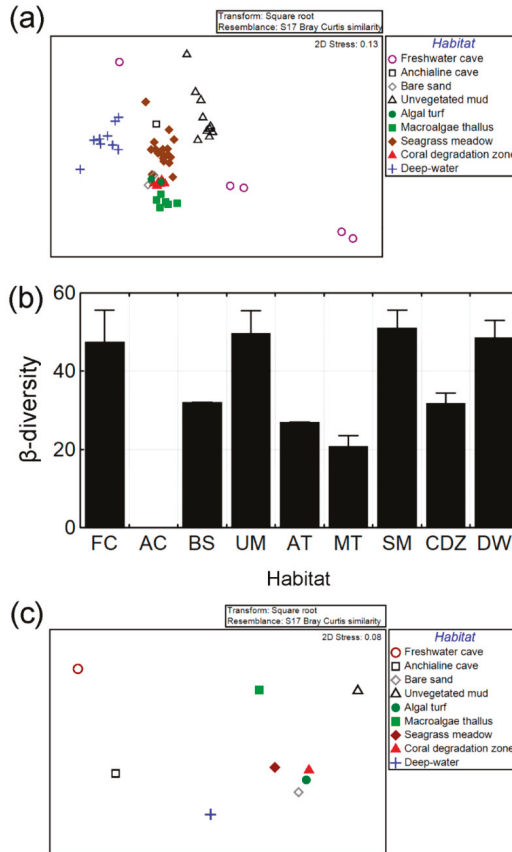 (a)
Transform: Square root
Resemblance: S17 Bray Curtis similarity
2D Stress: 0.13
Habitat
Freshwater cave
Anchialine cave
Bare sand
Unvegetated mud
Algal turf
Macroalgae thallus
Seagrass meadow
Coral degradation zone
Deep-water
(b)
60
40
20
0
β-diversity
FC AC BS UM AT MT SM CDZ DW
Habitat
(c)
Transform: Square root
Resemblance: S17 Bray Curtis similarity
2D Stress: 0.08
Habitat
Freshwater cave
Anchialine cave
Bare sand
Unvegetated mud
Algal turf
Macroalgae thallus
Seagrass meadow
Coral degradation zone
Deep-water